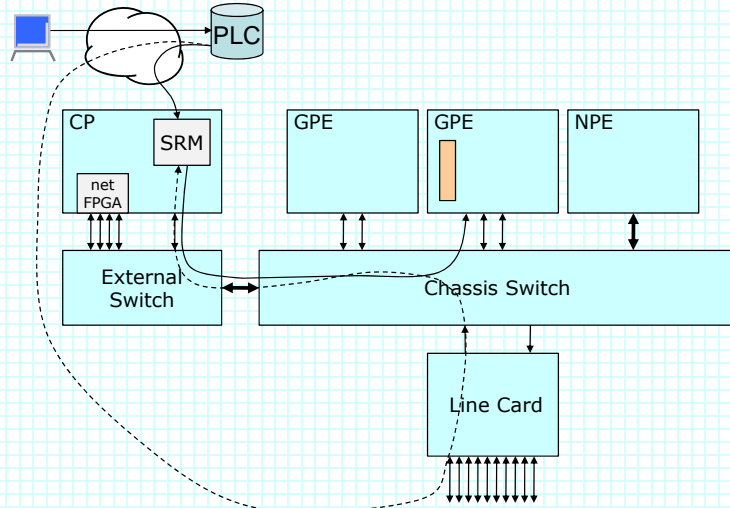 PLC
CP
SRM
net
FPGA
GPE
GPE
NPE
External
Switch
Chassis Switch
Line Card